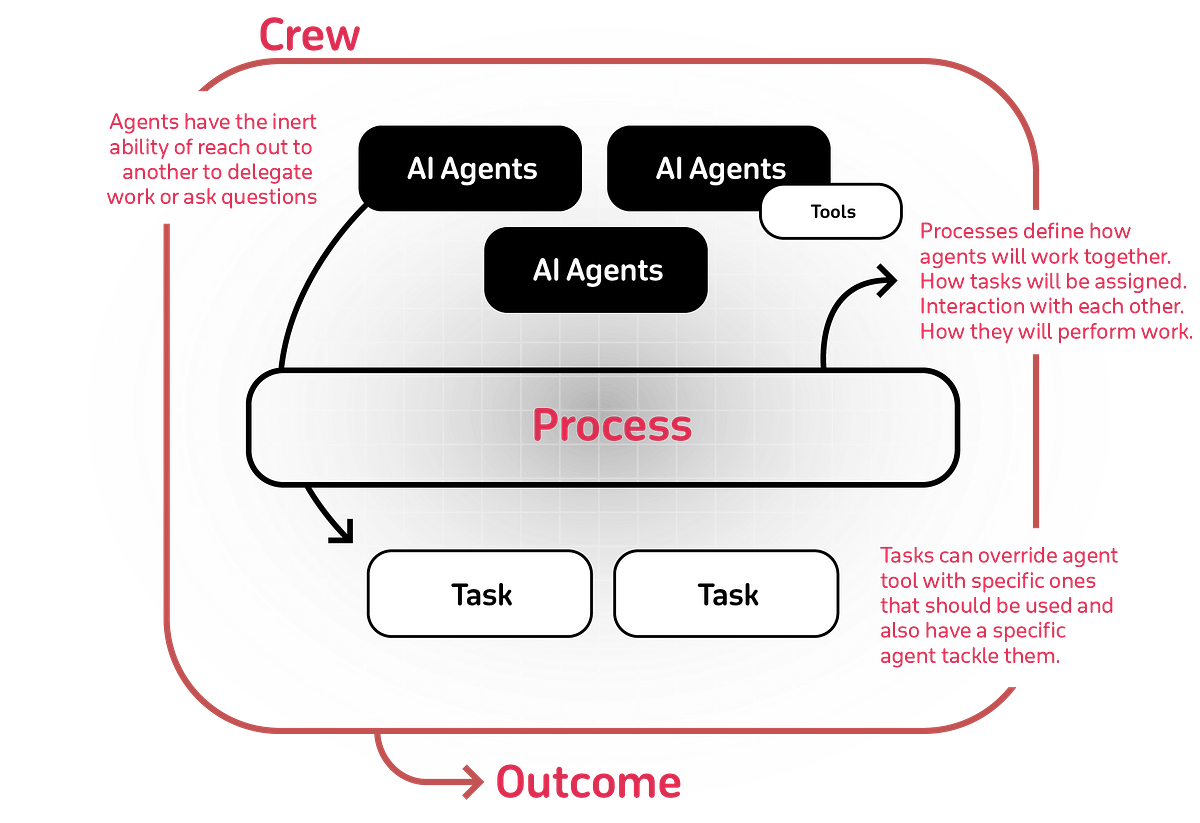 Crew
Agents have the inert
ability of reach out to
another to delegate
work or ask questions
AI Agents
AI Agents
Tools
AI Agents
Processes define how
agents will work together.
How tasks will be assigned.
Interaction with each other.
How they will perform work.
Process
Task
Task
Tasks can override agent
tool with specific ones
that should be used and
also have a specific
agent tackle them.
Outcome